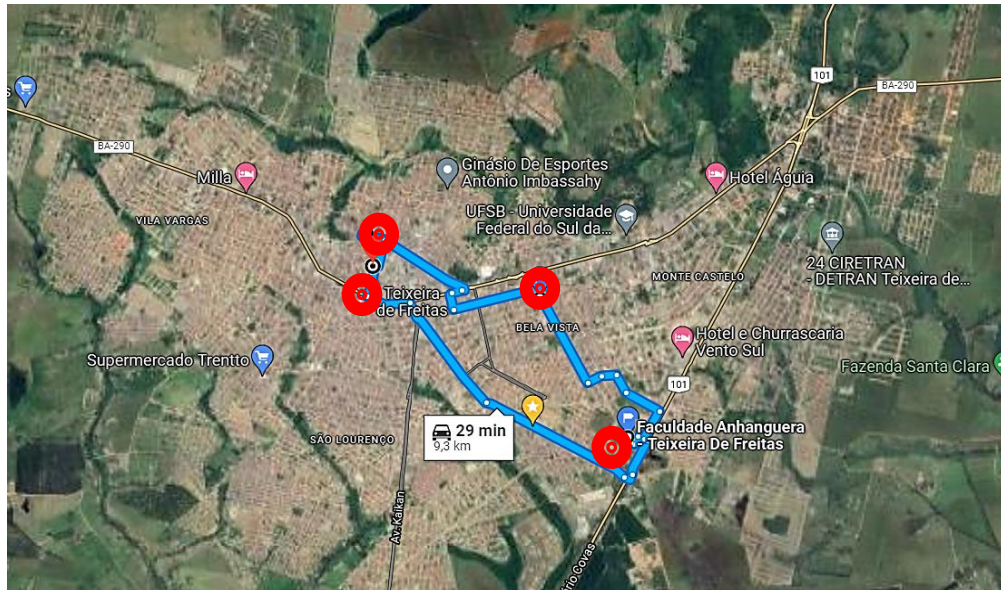 101
BA-290
s
BA-290
Ginásio De Esportes
Antônio Imbassahy
Milla
Hotel Águia
UFSB - Universidade
Federal do Sul da...
VILA VARGAS
24 CIRETRAN
- DETRAN Teixeira de...
MONTE CASTELO
Teixeira
de Freitas
BELA VISTA
Hotel e Churrascaria
Vento Sul
Supermercado Trentto
Fazenda Santa Clara
101
29 min
9,3 km
Faculdade Anhanguera
- Teixeira De Freitas
SÃO LOURENÇO
Av. Kaikan
ário Covas